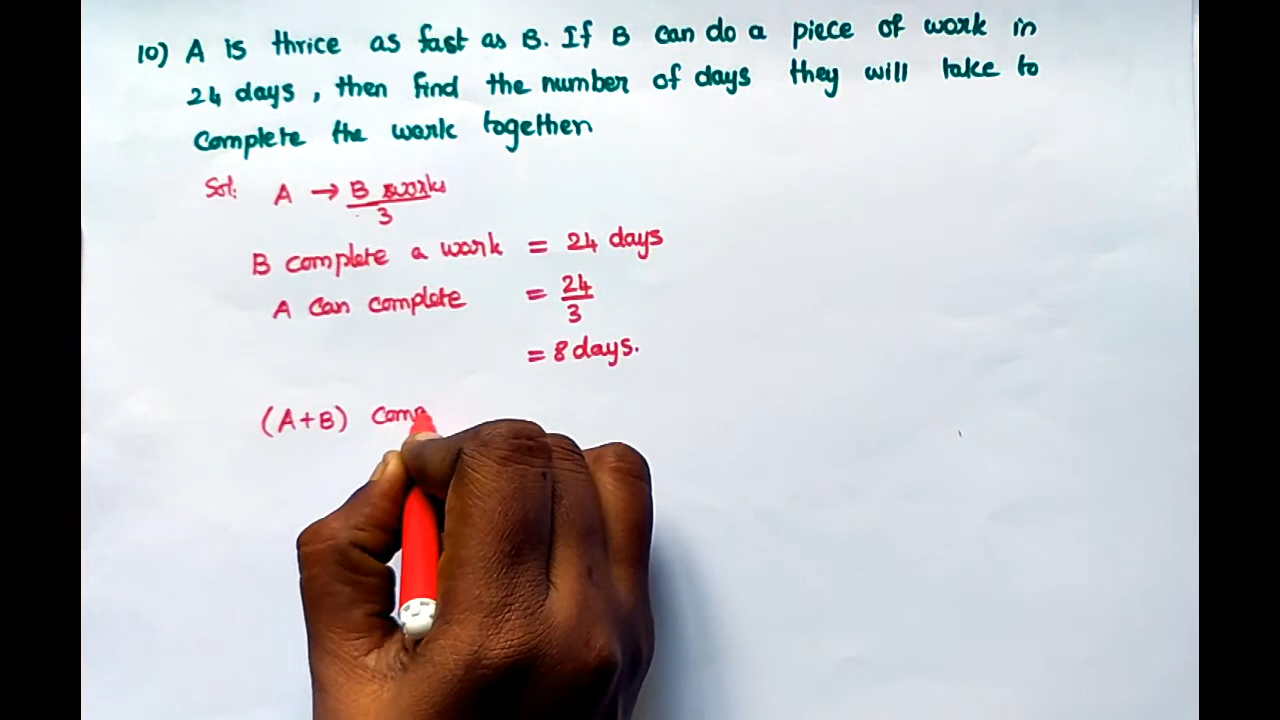 10) A is thrice as fast as B. If B can do a piece of work in
24 days, then find the number of days they will take to
complete the work together
Sol: A → B works
3
B complete a work = 24 days
A can complete = 24
3
= 8 days.
(A+B) Comp